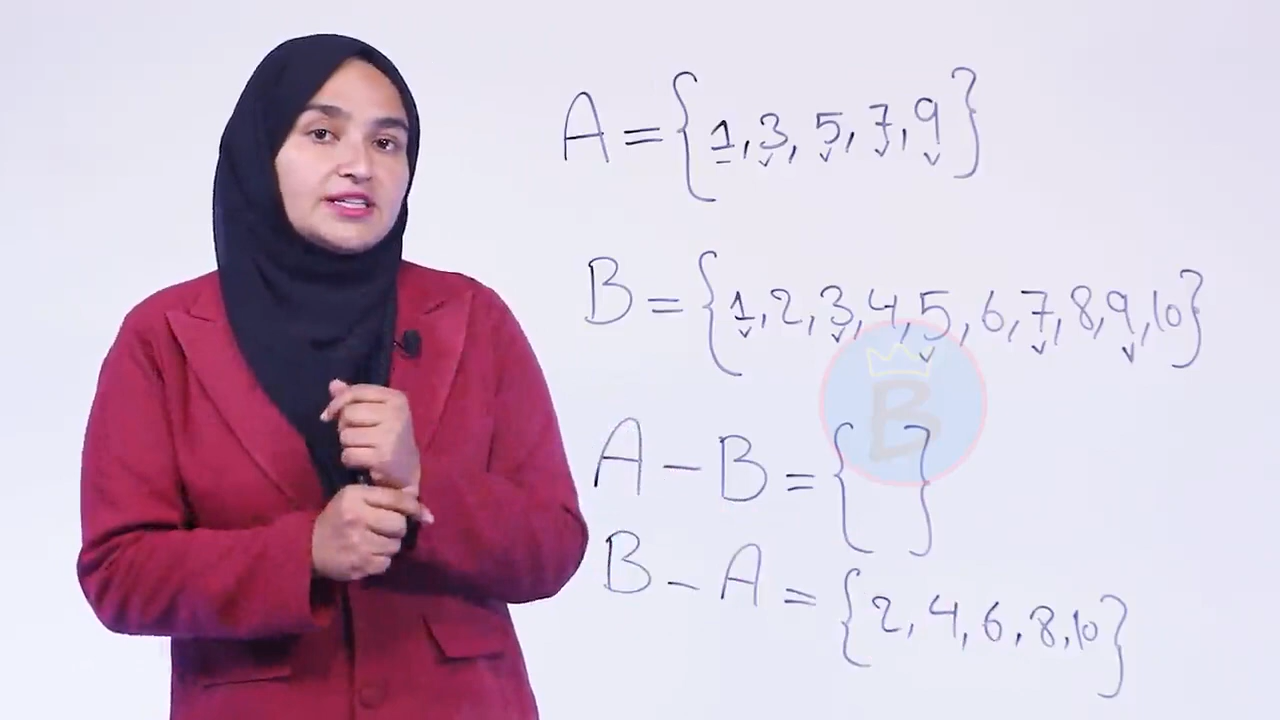 A = {1, 3, 5, 7, 9}
B = {1, 2, 3, 4, 5, 6, 7, 8, 9, 10}
B
A - B = { }
B - A = {2, 4, 6, 8, 10}